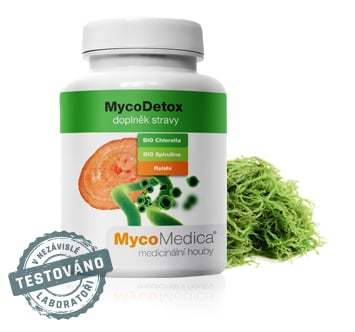 MycoDetox
doplněk stravy
BIO Chlorella
BIO Spirulina
Reishi
MycoMedica®
medicinální houby
V NEZÁVISLÉ
TESTOVÁNO
LABORATOŘI